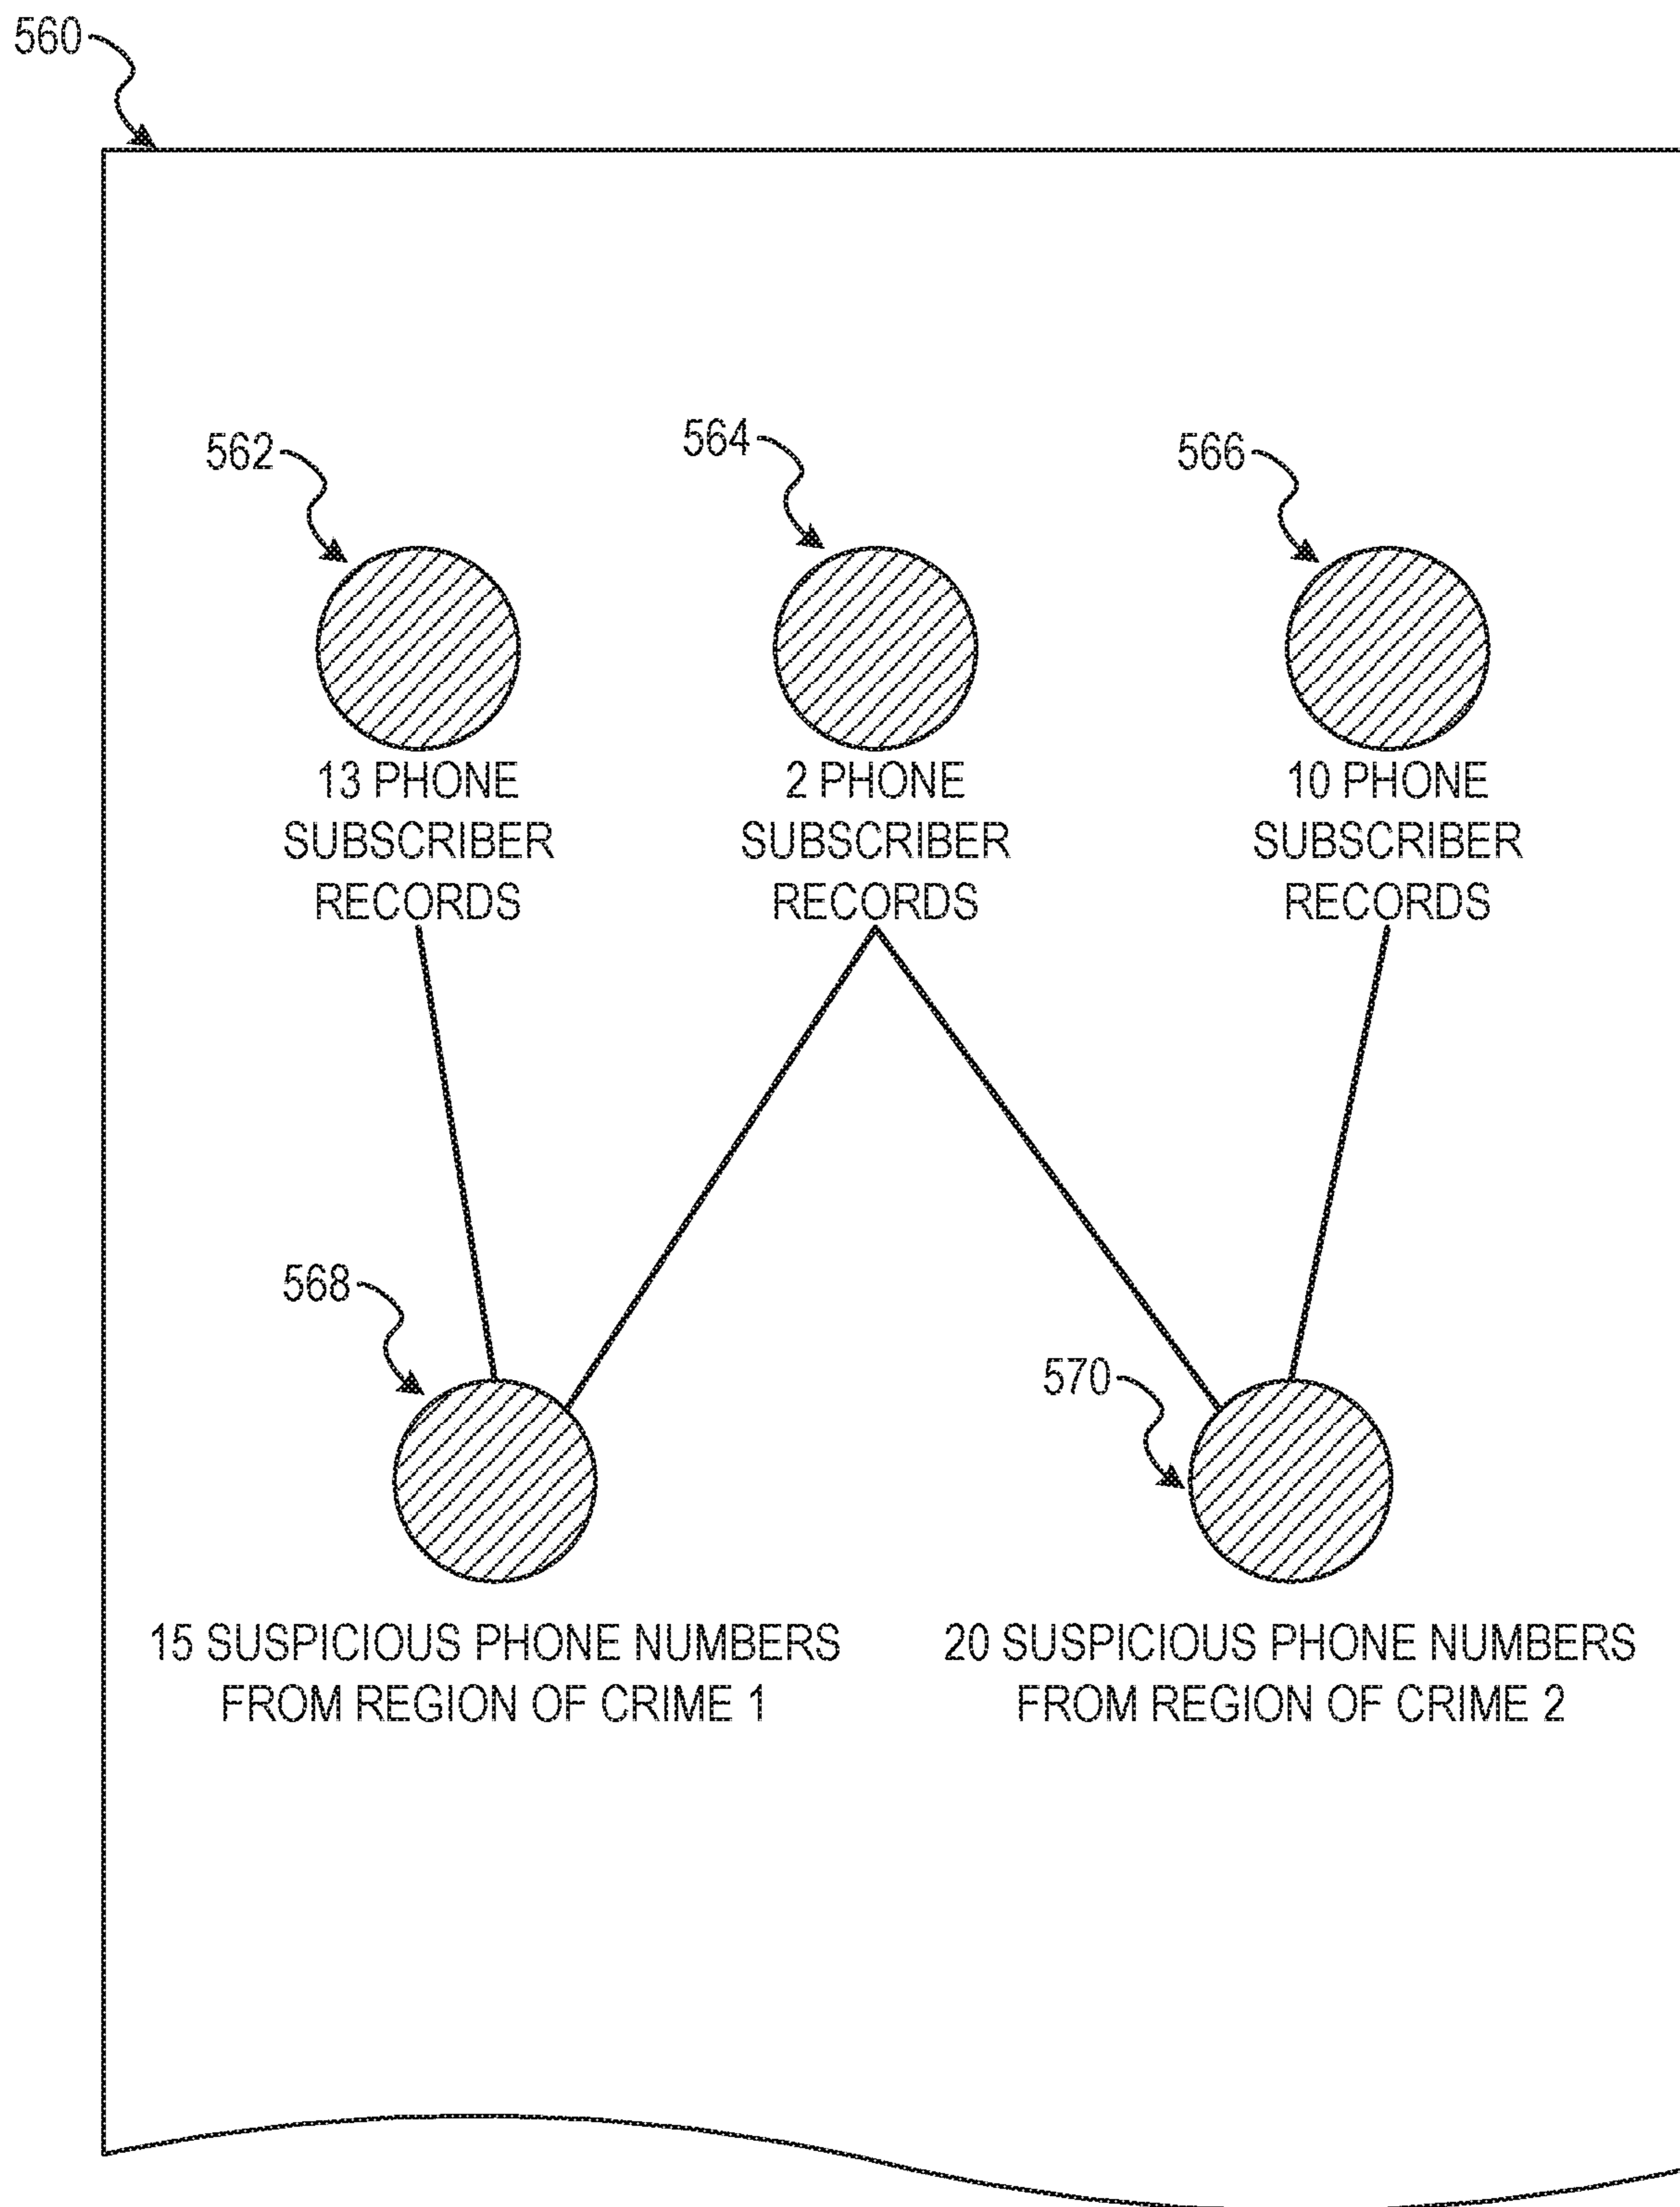 560
562
564
566
13 PHONE
SUBSCRIBER
RECORDS
2 PHONE
SUBSCRIBER
RECORDS
10 PHONE
SUBSCRIBER
RECORDS
568
570
15 SUSPICIOUS PHONE NUMBERS
FROM REGION OF CRIME 1
20 SUSPICIOUS PHONE NUMBERS
FROM REGION OF CRIME 2